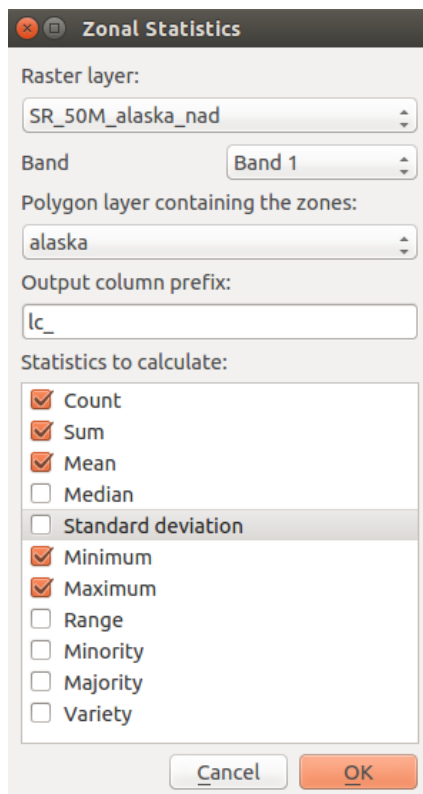 Zonal Statistics
Raster layer:
SR_50M_alaska_nad
Band Band 1
Polygon layer containing the zones:
alaska
Output column prefix:
lc_
Statistics to calculate:
Count
Sum
Mean
Median
Standard deviation
Minimum
Maximum
Range
Minority
Majority
Variety
Cancel OK